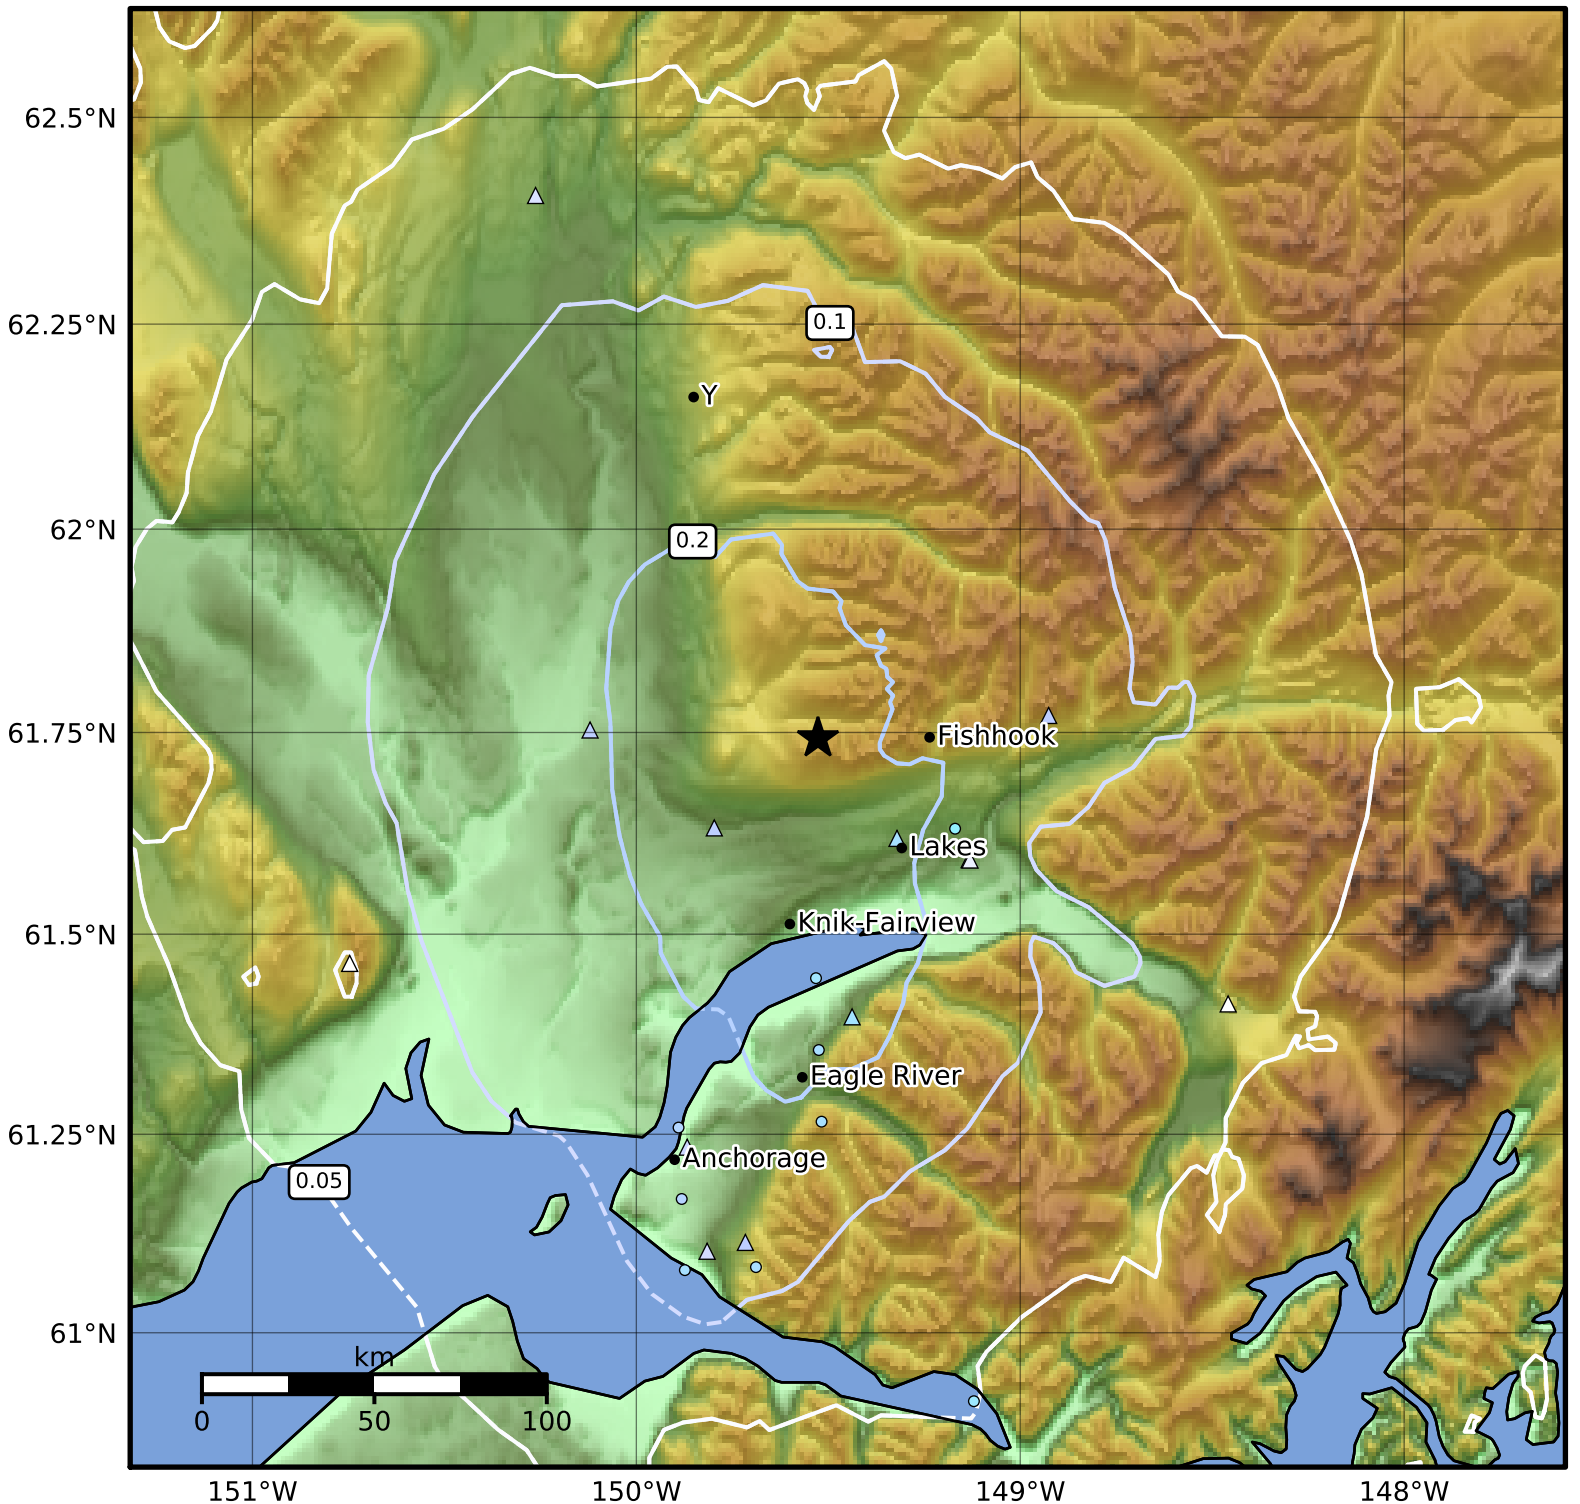 62.5°N
62.25°N
0.1
Y
62°N
0.2
61.75°N
Fishhook
Lakes
61.5°N
Knik-Fairview
Eagle River
61.25°N
Anchorage
0.05
61°N
km
0 50 100
151°W 150°W 149°W 148°W